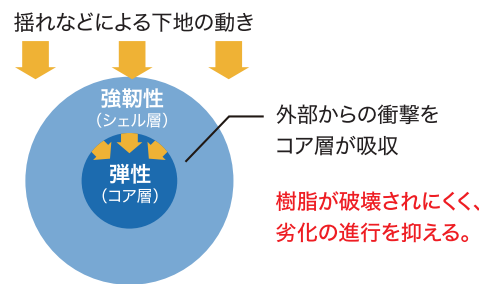 揺れなどによる下地の動き
強靭性
（シェル層）
弾性
（コア層）
外部からの衝撃を
コア層が吸収
樹脂が破壊されにくく、
劣化の進行を抑える。